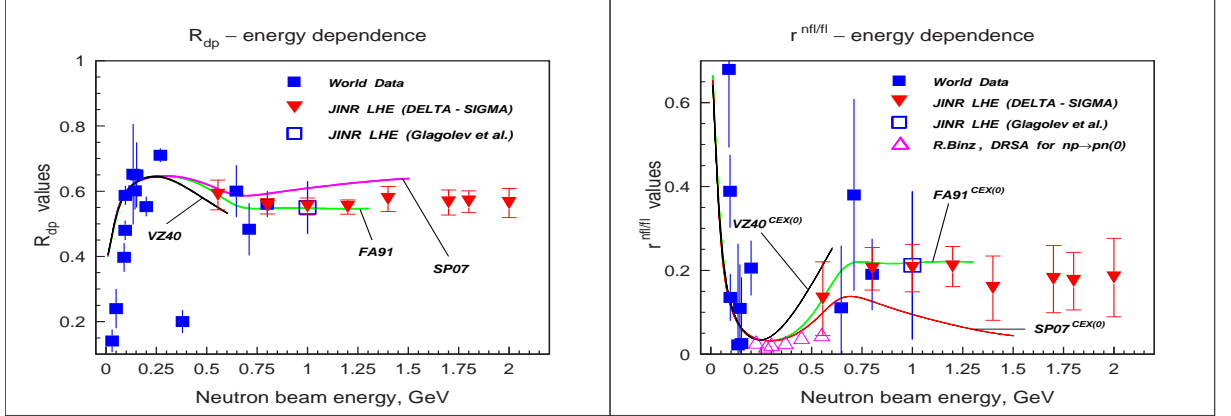 R dp – energy dependence
R dp values
1
0.8
0.6
0.4
0.2
World Data
JINR LHE (DELTA - SIGMA)
JINR LHE (Glagolev et al.)
VZ40
FA91
SP07
0 0.25 0.5 0.75 1 1.25 1.5 1.75 2
Neutron beam energy, GeV
r nfl/fl – energy dependence
r nfl/fl values
0.6
0.4
0.2
0
World Data
JINR LHE (DELTA - SIGMA)
JINR LHE (Glagolev et al.)
R.Binz, DRSA for np→pn(0)
VZ40 CEX(0)
FA91 CEX(0)
SP07 CEX(0)
0 0.25 0.5 0.75 1 1.25 1.5 1.75 2
Neutron beam energy, GeV